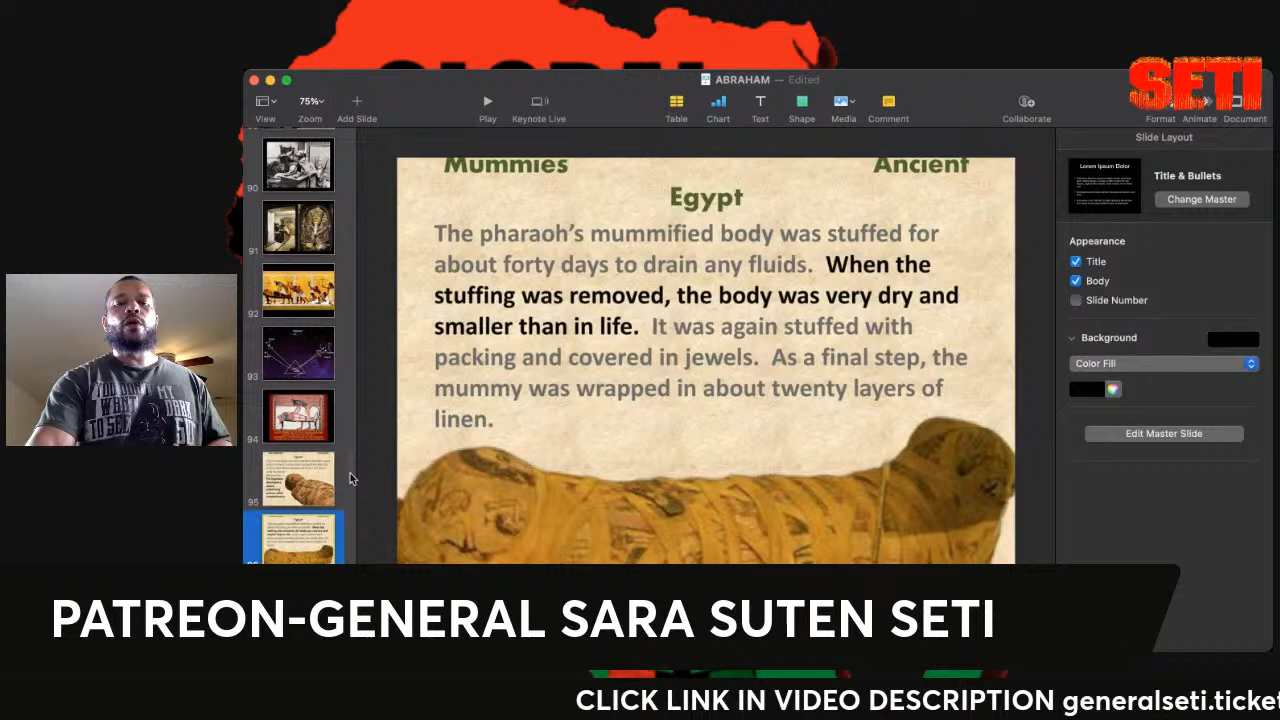 SETI
ABRAHAM — Edited
View
75%
Zoom
Add Slide
Play
Keynote Live
Table
Chart
Text
Shape
Media
Comment
Collaborate
Format
Animate
Document
90
91
92
93
94
95
Mummies Ancient
Egypt
The pharaoh’s mummified body was stuffed for
about forty days to drain any fluids. When the
stuffing was removed, the body was very dry and
smaller than in life. It was again stuffed with
packing and covered in jewels. As a final step, the
mummy was wrapped in about twenty layers of
linen.
Slide Layout
Lorem Ipsum Dolor
Title & Bullets
Change Master
Appearance
Title
Body
Slide Number
Background
Color Fill
Edit Master Slide
PATREON-GENERAL SARA SUTEN SETI
CLICK LINK IN VIDEO DESCRIPTION generalseti.ticket